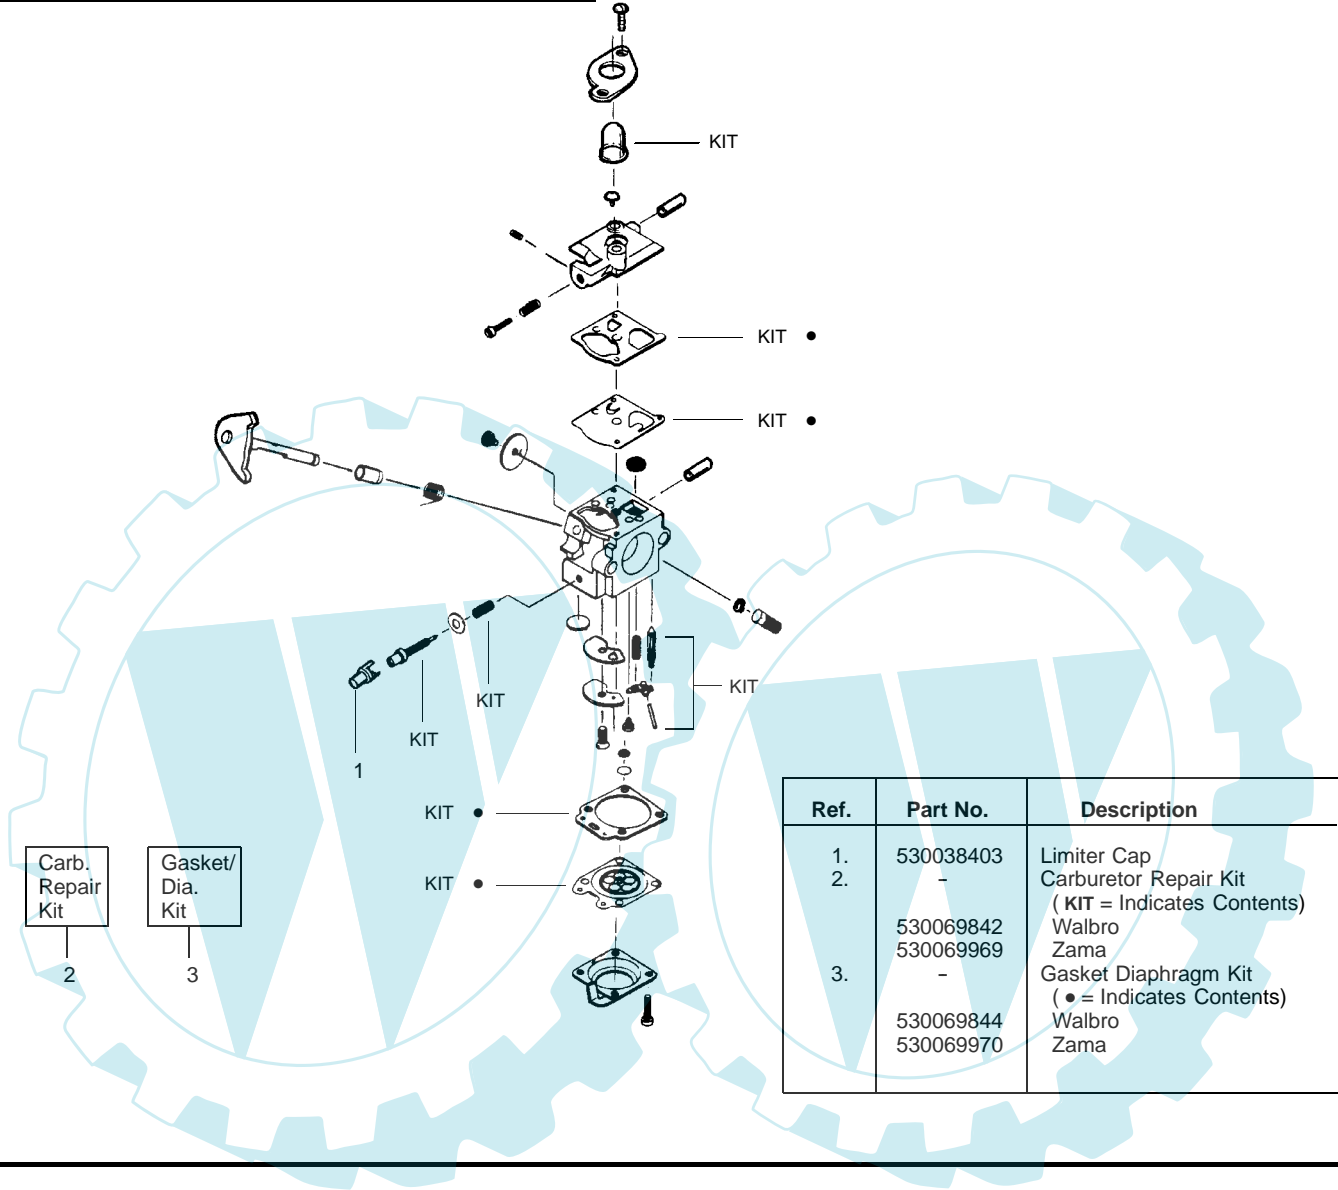 KIT
KIT ●
KIT ●
KIT
KIT
KIT
1
KIT ●
KIT ●
Carb.
Repair
Kit
2
Gasket/
Dia.
Kit
3
Ref. Part No. Description
1. 530038403 Limiter Cap
2. - Carburetor Repair Kit
( KIT = Indicates Contents)
530069842 Walbro
530069969 Zama
3. - Gasket Diaphragm Kit
( ● = Indicates Contents)
530069844 Walbro
530069970 Zama